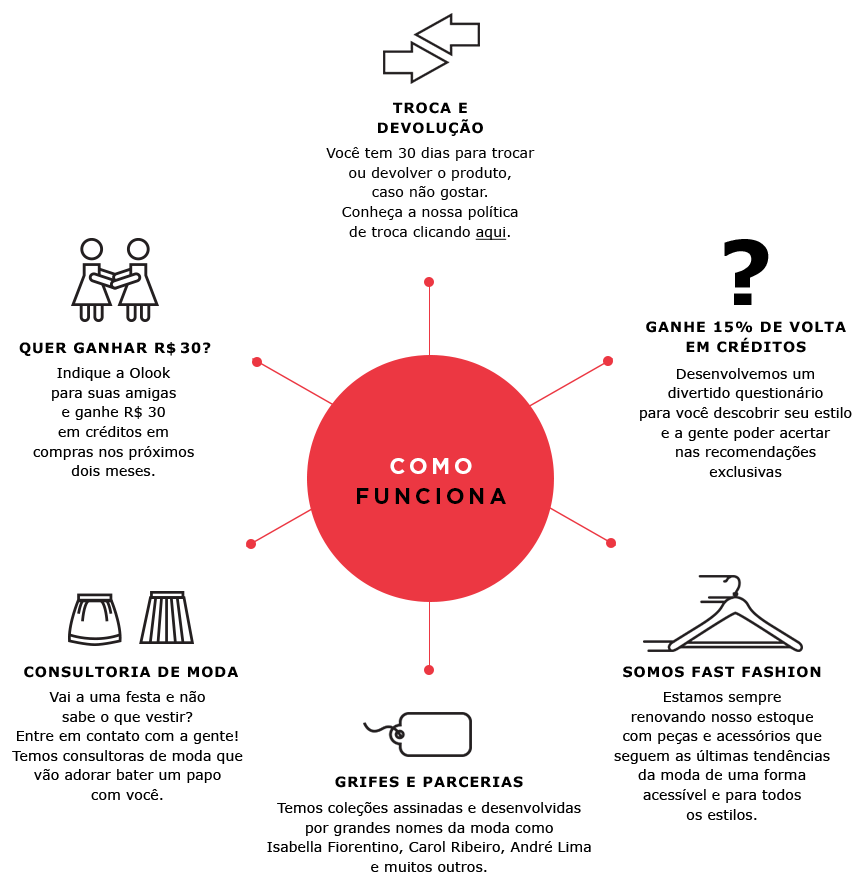 TROCA E
DEVOLUÇÃO
Você tem 30 dias para trocar
ou devolver o produto,
caso não gostar.
Conheça a nossa política
de troca clicando aqui.
QUER GANHAR R$ 30?
Indique a Olook
para suas amigas
e ganhe R$ 30
em créditos em
compras nos próximos
dois meses.
?
GANHE 15% DE VOLTA
EM CRÉDITOS
Desenvolvemos um
divertido questionário
para você descobrir seu estilo
e a gente poder acertar
nas recomendações
exclusivas
COMO
FUNCIONA
CONSULTORIA DE MODA
Vai a uma festa e não
sabe o que vestir?
Entre em contato com a gente!
Temos consultoras de moda que
vão adorar bater um papo
com você.
GRIFES E PARCERIAS
Temos coleções assinadas e desenvolvidas
por grandes nomes da moda como
Isabella Fiorentino, Carol Ribeiro, André Lima
e muitos outros.
SOMOS FAST FASHION
Estamos sempre
renovando nosso estoque
com peças e acessórios que
seguem as últimas tendências
da moda de uma forma
acessível e para todos
os estilos.